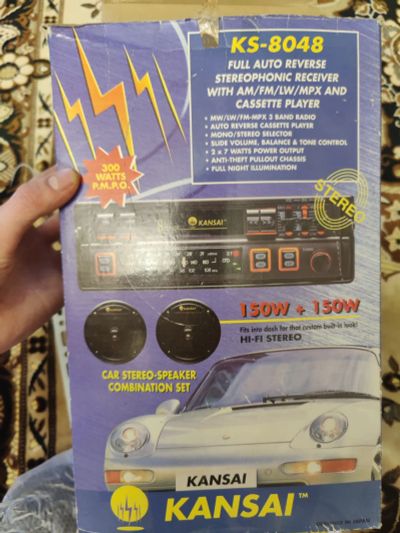 KS-8048
FULL AUTO REVERSE
STEREOPHONIC RECEIVER
WITH AM/FM/LW/MPX AND
CASSETTE PLAYER
• MW/LW/FM-MPX 3 BAND RADIO
• AUTO REVERSE CASSETTE PLAYER
• MONO/STEREO SELECTOR
• SLIDE VOLUME, BALANCE & TONE CONTROL
• 2 x 7 WATTS POWER OUTPUT
• ANTI-THEFT PULLOUT CHASSIS
• FULL NIGHT ILLUMINATION
300
WATTS
P.M.P.O.
STEREO
KANSAI
KANSAI
150W + 150W
Fits into dash for that custom built-in look!
HI-FI STEREO
CAR STEREO-SPEAKER
COMBINATION SET
KANSAI
KANSAI™